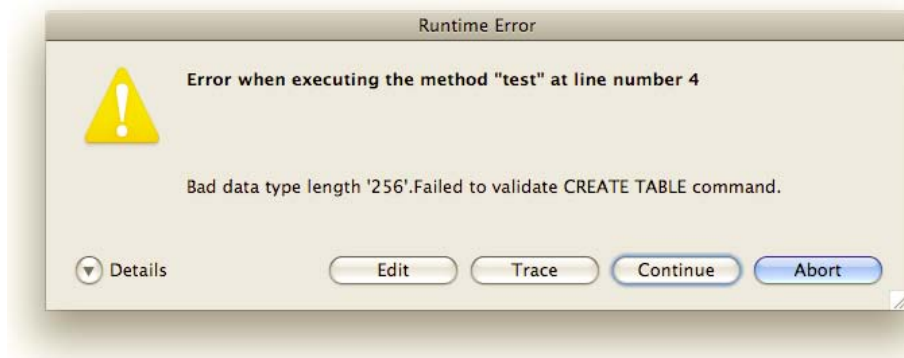 Runtime Error
Error when executing the method "test" at line number 4
Bad data type length '256'.Failed to validate CREATE TABLE command.
Details
Edit
Trace
Continue
Abort